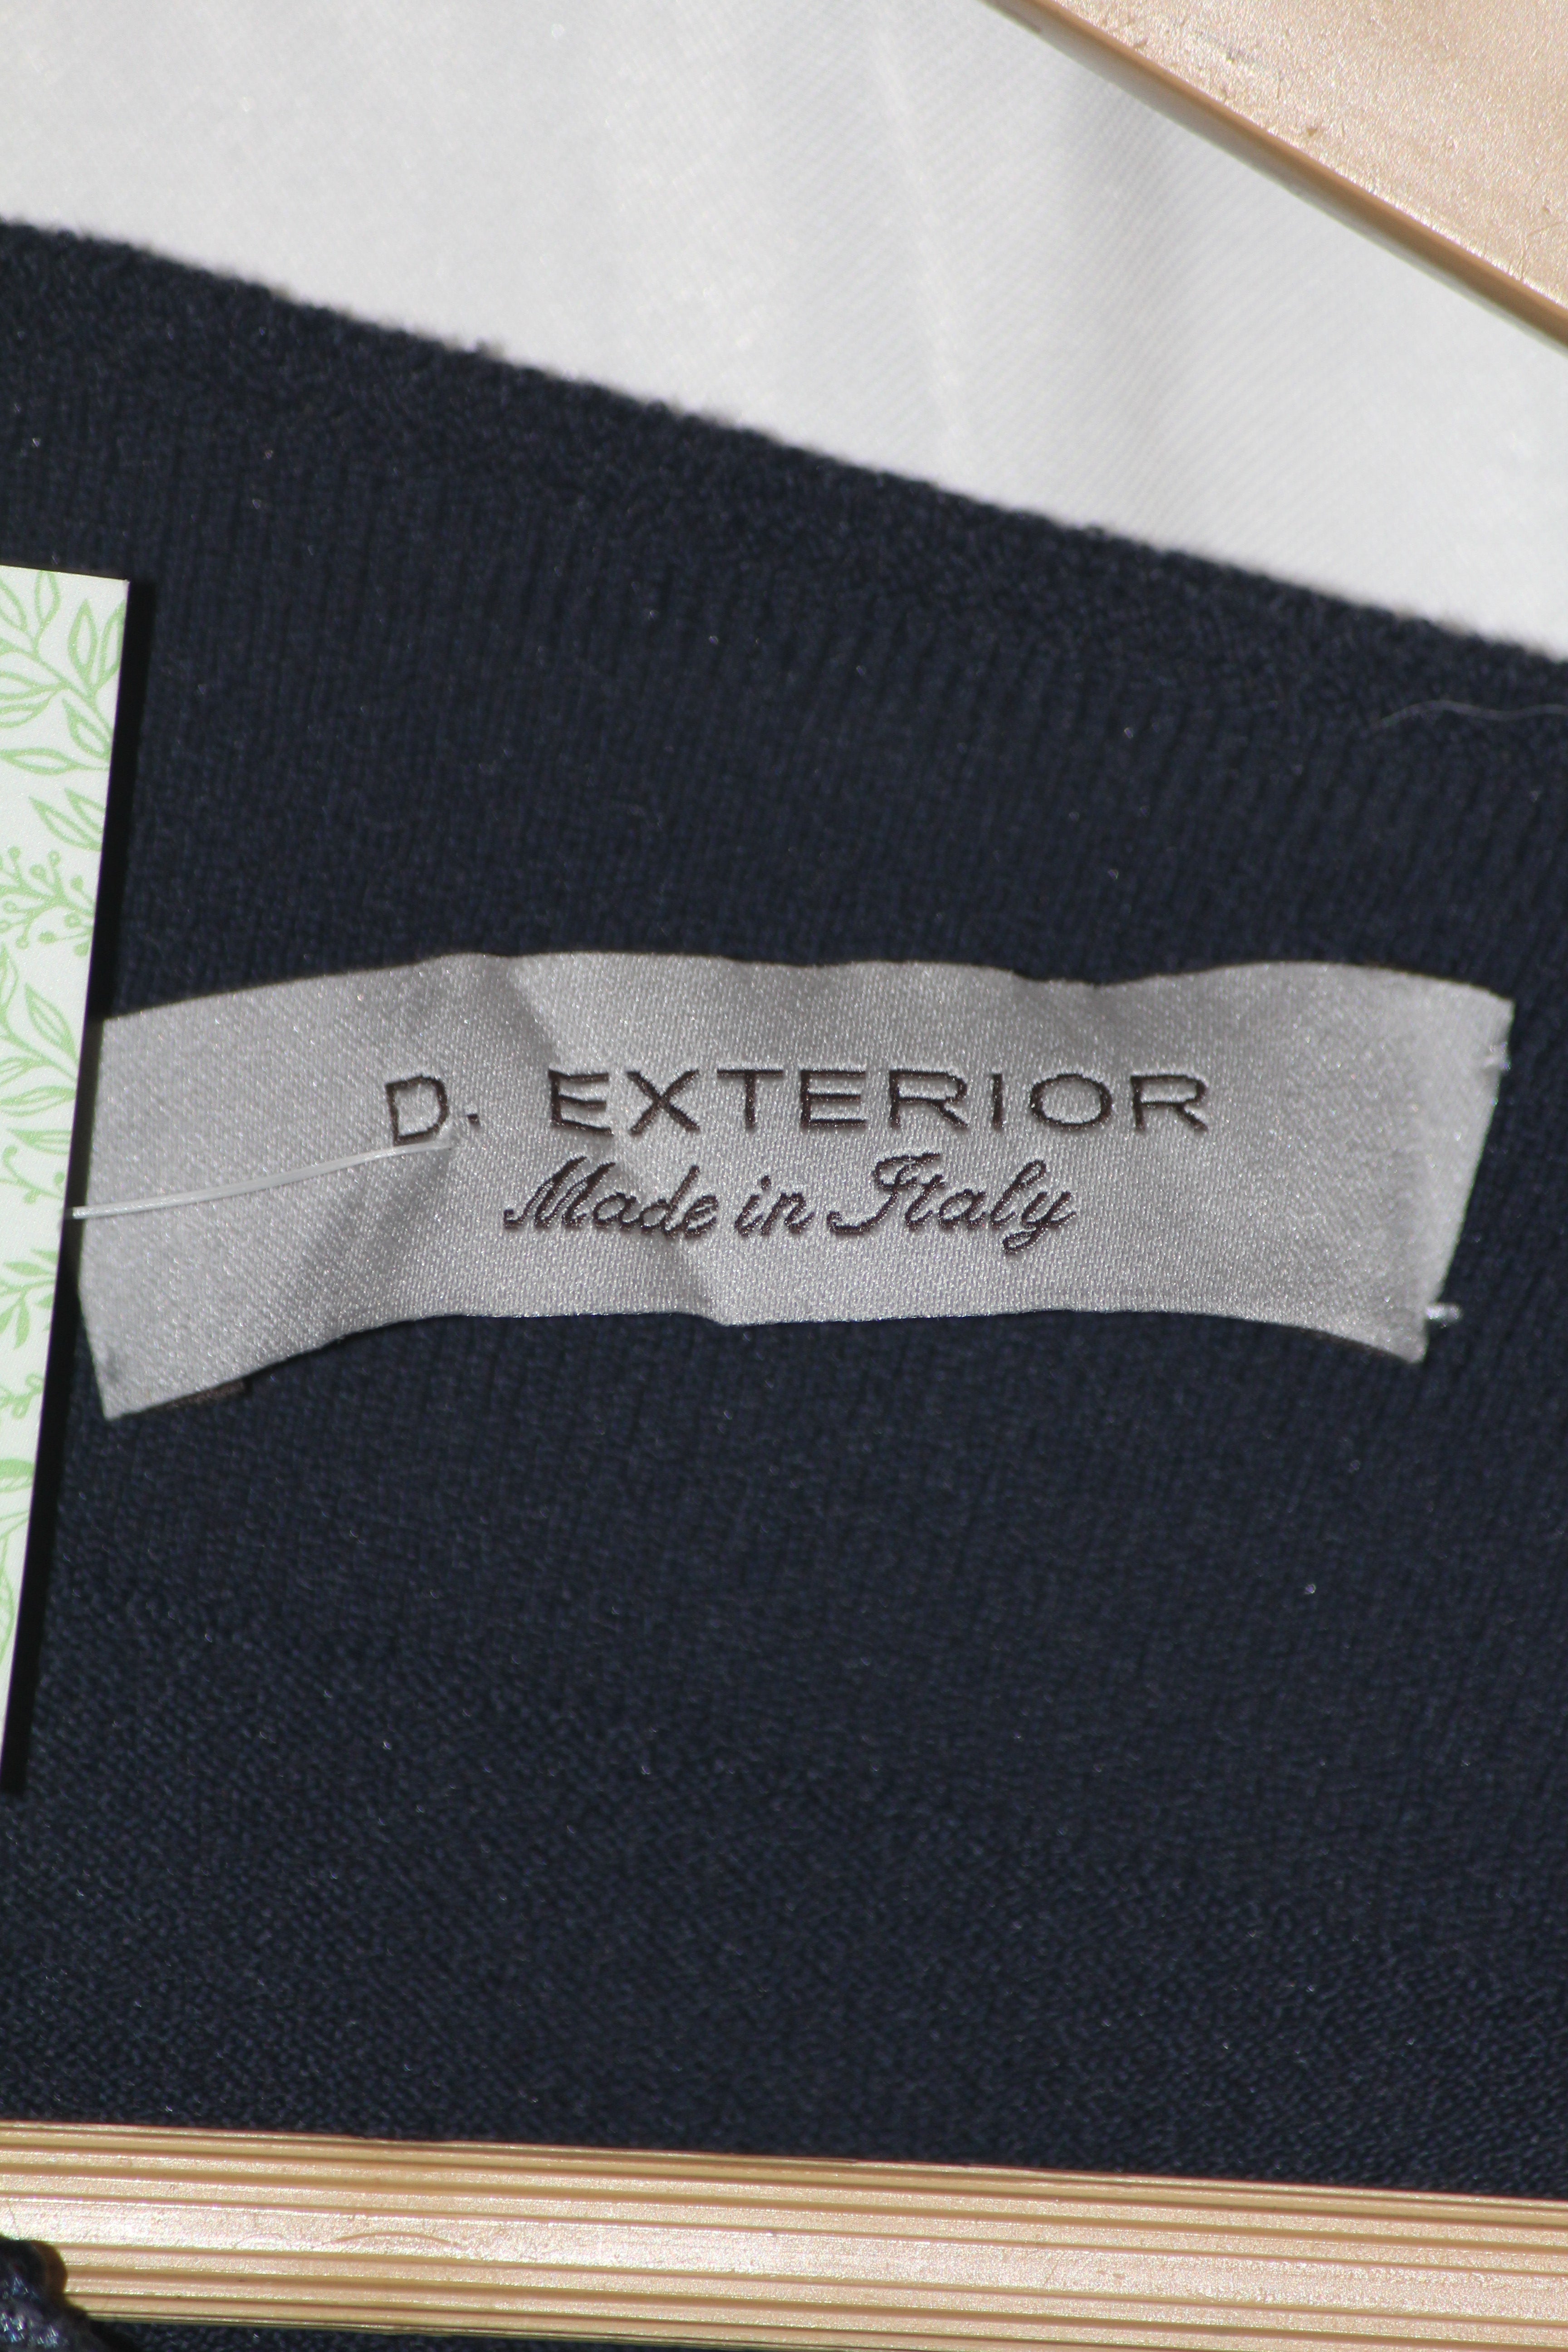 D. EXTERIOR
Made in Italy